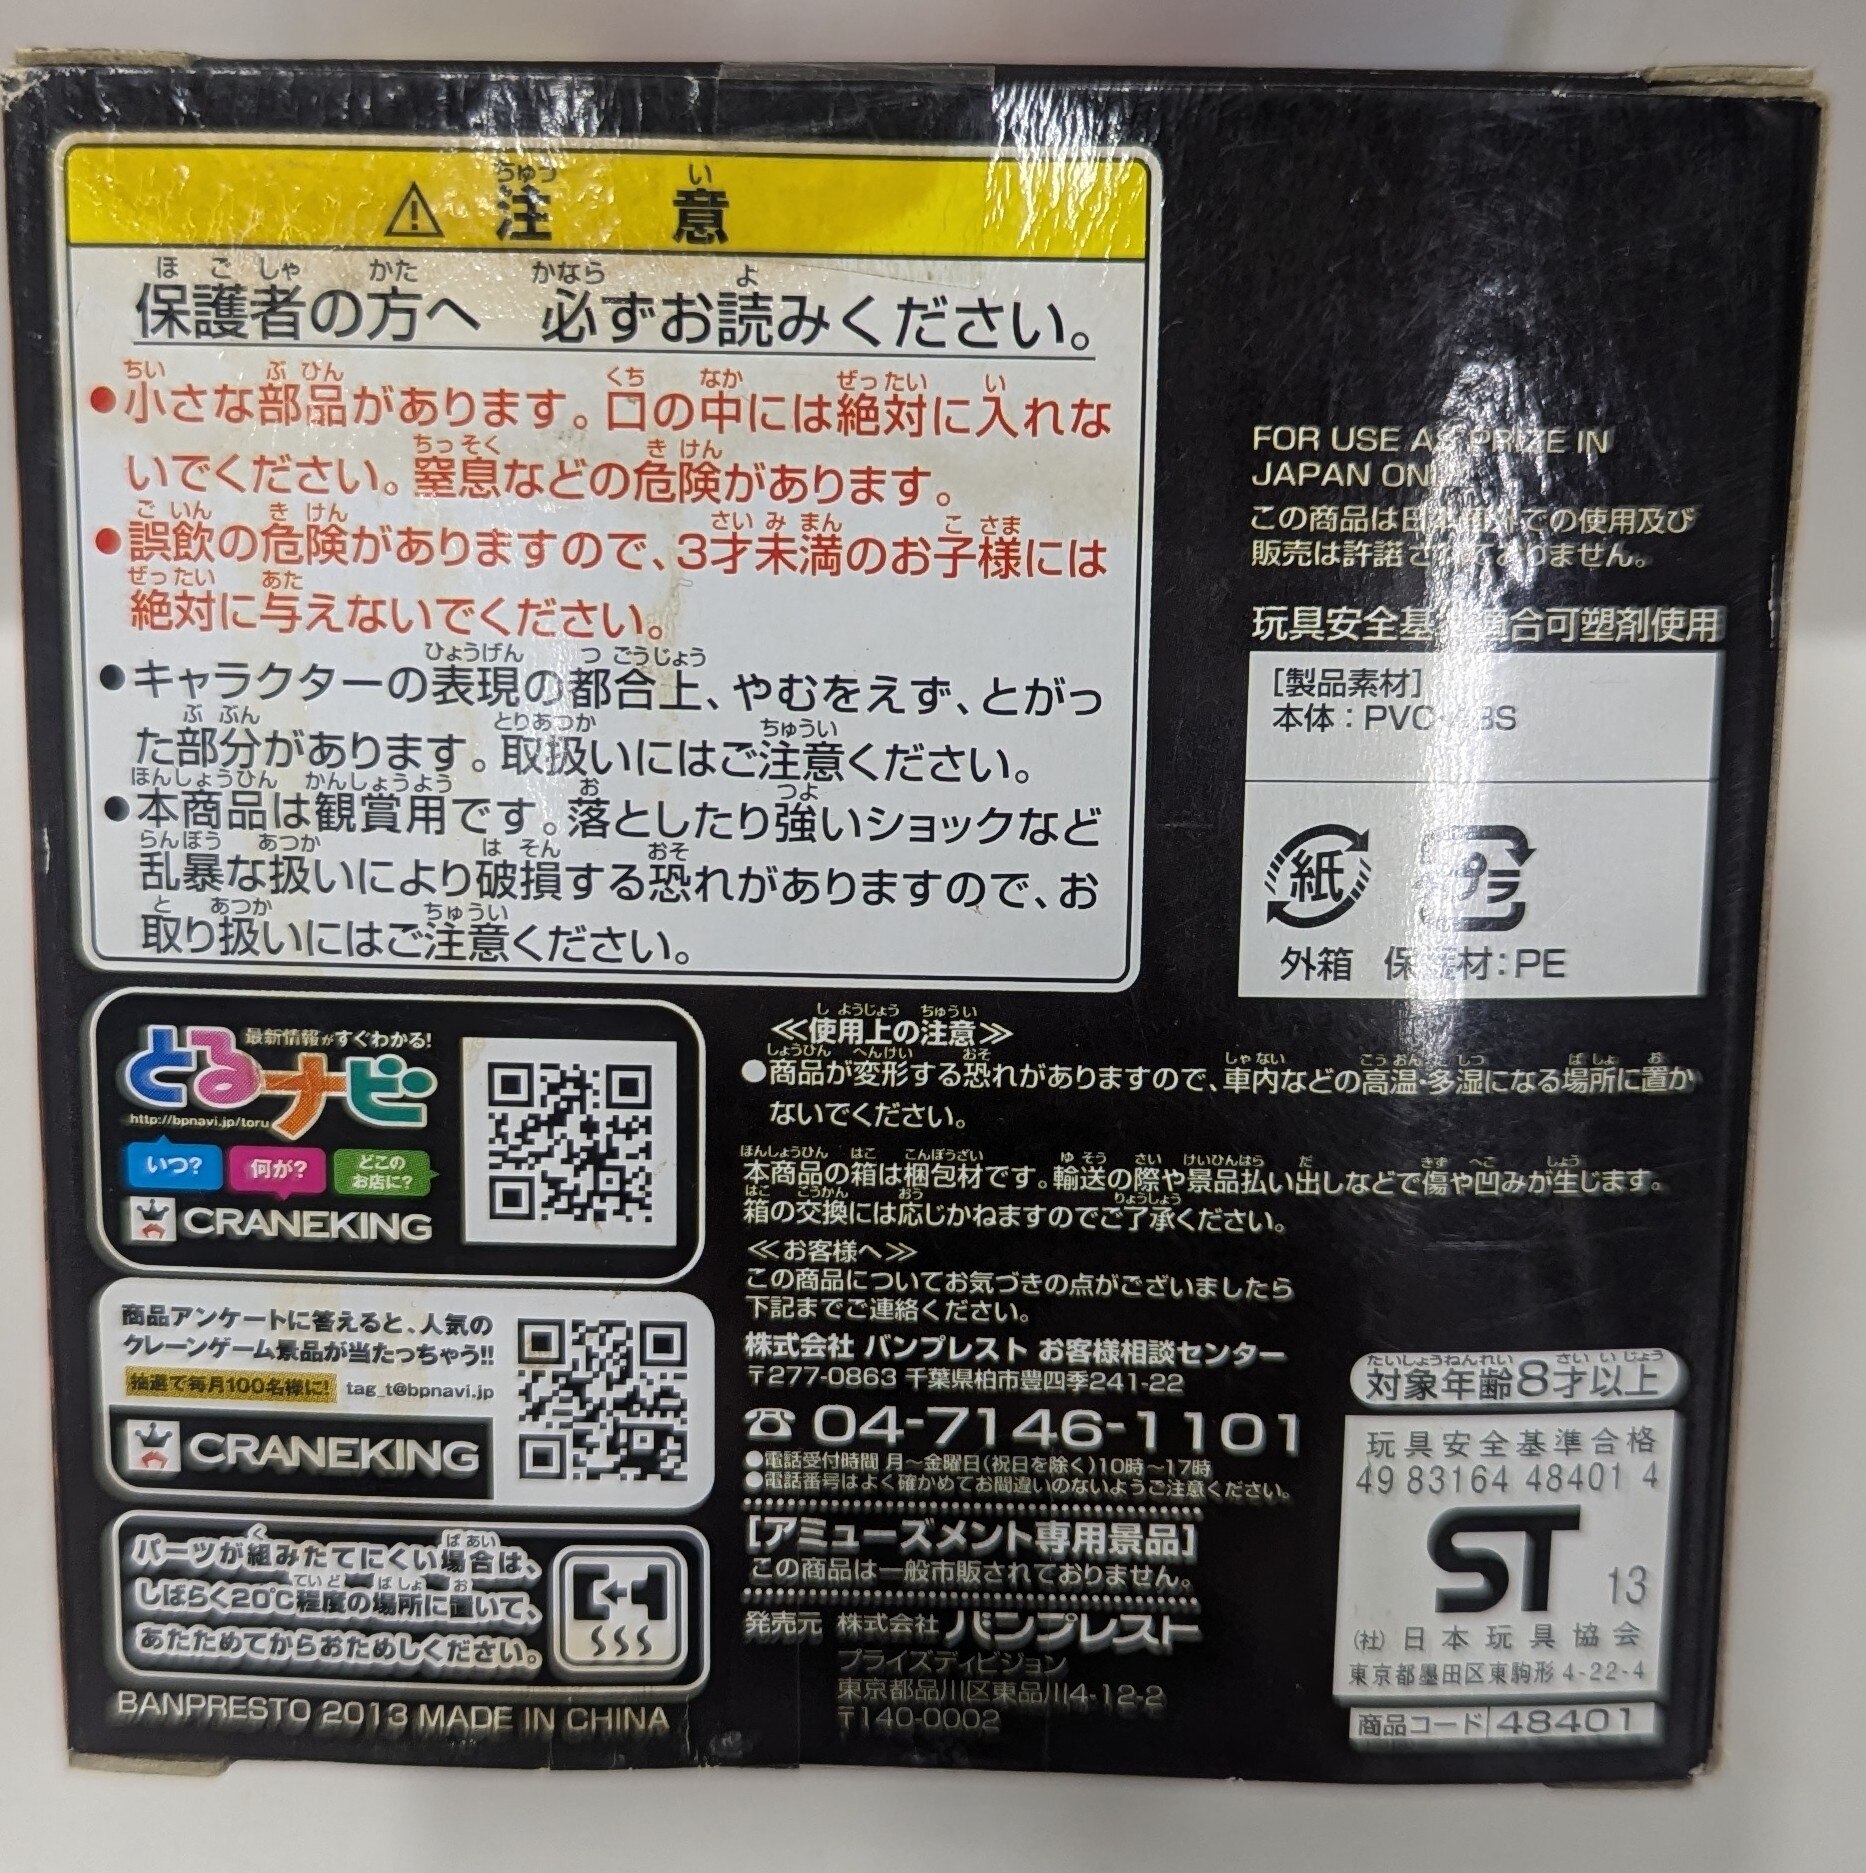 ⚠ 注意
保護者の方へ 必ずお読みください。
●小さな部品があります。口の中には絶対に入れな
いでください。窒息などの危険があります。
●誤飲の危険がありますので、3才未満のお子様には
絶対に与えないでください。
●キャラクターの表現の都合上、やむをえず、とがっ
た部分があります。取扱いにはご注意ください。
●本商品は観賞用です。落としたり強いショックなど
乱暴な扱いにより破損する恐れがありますので、お
取り扱いにはご注意ください。
FOR USE AS PRIZE IN
JAPAN
この商品は での使用及び
販売は許諾 ません。
玩具安全基 合可塑剤使用
[製品素材]
本体：PVC
紙 プラ
外箱 材：PE
最新情報がすぐわかる!
とるナビ
http://bpnavi.jp/toru
いつ? 何が? どこの
お店に?
CRANEKING
商品アンケートに答えると、人気の
クレーンゲーム景品が当たっちゃう!!
抽選で毎月100名様に! tag_t@bpnavi.jp
CRANEKING
パーツが組みたてにくい場合は、
しばらく20℃程度の場所に置いて、
あたためてからおためしください。
BANPRESTO 2013 MADE IN CHINA
≪使用上の注意≫
●商品が変形する恐れがありますので、車内などの高温・多湿になる場所に置か
ないでください。
本商品の箱は梱包材です。輸送の際や景品払い出しなどで傷や凹みが生じます。
箱の交換には応じかねますのでご了承ください。
≪お客様へ≫
この商品についてお気づきの点がございましたら
下記までご連絡ください。
株式会社 バンプレスト お客様相談センター
〒277-0863 千葉県柏市豊四季241-22
☎ 04-7146-1101
●電話受付時間 月～金曜日(祝日を除く)10時～17時
●電話番号はよく確かめてお間違いのないようご注意ください。
[アミューズメント専用景品]
この商品は一般市販されておりません。
発売元 株式会社 バンプレスト
プライズディビジョン
東京都品川区東品川4-12-2
〒140-0002
対象年齢8才以上
玩具安全基準合格
49 83164 48401 4
ST 13
(社)日本玩具協会
東京都墨田区東駒形4-22-4
商品コード 48401